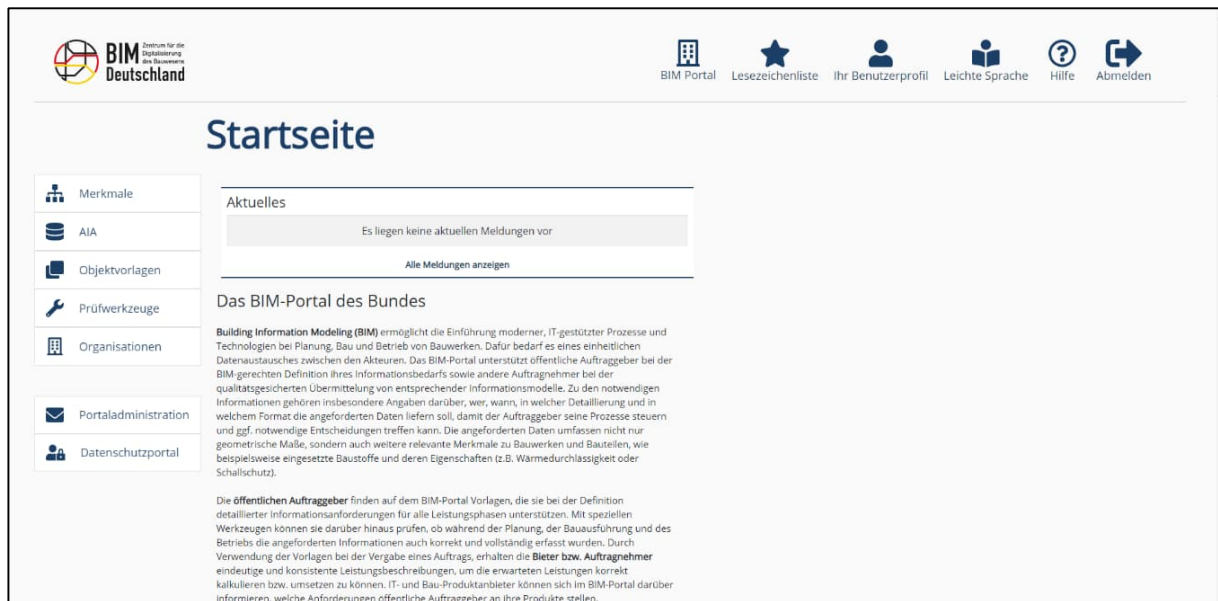 BIM Zentrum für die
Digitalisierung
des Bauwesens
Deutschland
BIM Portal
Lesezeichenliste
Ihr Benutzerprofil
Leichte Sprache
Hilfe
Abmelden
Startseite
Merkmale
AIA
Objektvorlagen
Prüfwerkzeuge
Organisationen
Portaladministration
Datenschutzportal
Aktuelles
Es liegen keine aktuellen Meldungen vor
Alle Meldungen anzeigen
Das BIM-Portal des Bundes
Building Information Modeling (BIM) ermöglicht die Einführung moderner, IT-gestützter Prozesse und
Technologien bei Planung, Bau und Betrieb von Bauwerken. Dafür bedarf es eines einheitlichen
Datenaustausches zwischen den Akteuren. Das BIM-Portal unterstützt öffentliche Auftraggeber bei der
BIM-gerechten Definition ihres Informationsbedarfs sowie andere Auftragnehmer bei der
qualitätsgesicherten Übermittelung von entsprechender Informationsmodelle. Zu den notwendigen
Informationen gehören insbesondere Angaben darüber, wer, wann, in welcher Detaillierung und in
welchem Format die angeforderten Daten liefern soll, damit der Auftraggeber seine Prozesse steuern
und ggf. notwendige Entscheidungen treffen kann. Die angeforderten Daten umfassen nicht nur
geometrische Maße, sondern auch weitere relevante Merkmale zu Bauwerken und Bauteilen, wie
beispielsweise eingesetzte Baustoffe und deren Eigenschaften (z.B. Wärmedurchlässigkeit oder
Schallschutz).
Die öffentlichen Auftraggeber finden auf dem BIM-Portal Vorlagen, die sie bei der Definition
detaillierter Informationsanforderungen für alle Leistungsphasen unterstützen. Mit speziellen
Werkzeugen können sie darüber hinaus prüfen, ob während der Planung, der Bauausführung und des
Betriebs die angeforderten Informationen auch korrekt und vollständig erfasst wurden. Durch
Verwendung der Vorlagen bei der Vergabe eines Auftrags, erhalten die Bieter bzw. Auftragnehmer
eindeutige und konsistente Leistungsbeschreibungen, um die erwarteten Leistungen korrekt
kalkulieren bzw. umsetzen zu können. IT- und Bau-Produktanbieter können sich im BIM-Portal darüber
informieren, welche Anforderungen öffentliche Auftraggeber an ihre Produkte stellen.